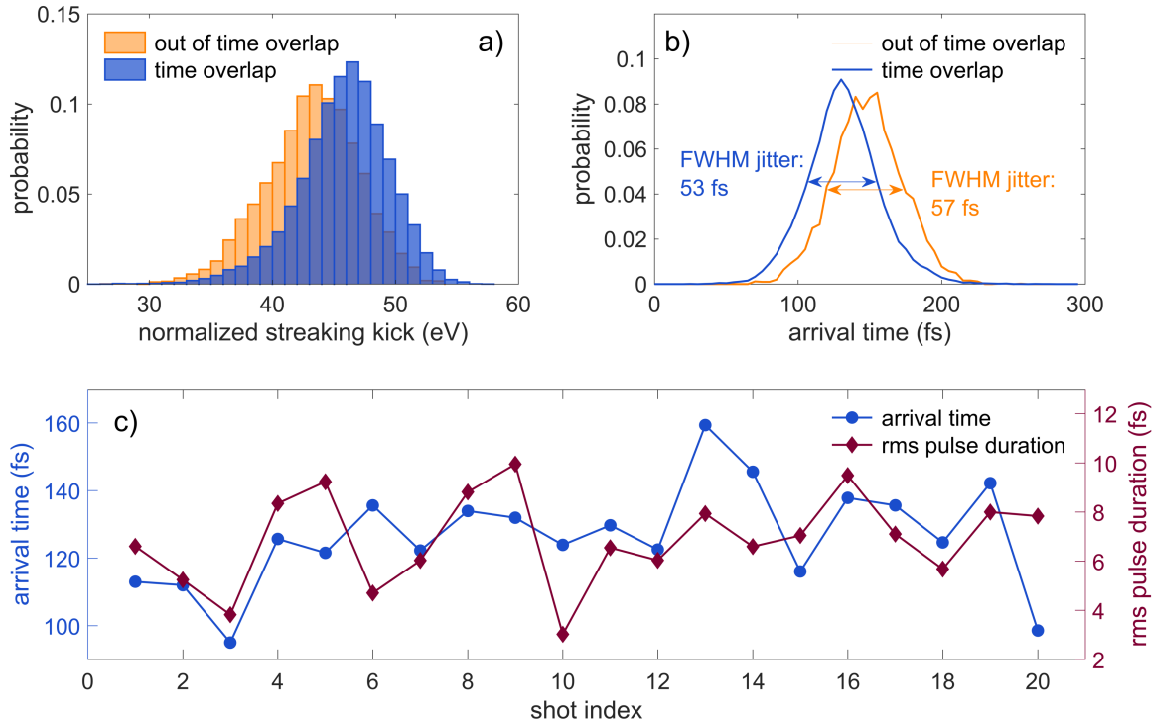 0.15
0.1
0.05
0
probability
a)
out of time overlap
time overlap
30
40
50
60
normalized streaking kick (eV)
0.1
0.08
0.06
0.04
0.02
0
probability
b)
out of time overlap
time overlap
FWHM jitter:
53 fs
FWHM jitter:
57 fs
0
100
200
300
arrival time (fs)
c)
160
140
120
100
arrival time (fs)
arrival time
rms pulse duration
12
10
8
6
4
2
rms pulse duration (fs)
0
2
4
6
8
10
12
14
16
18
20
shot index